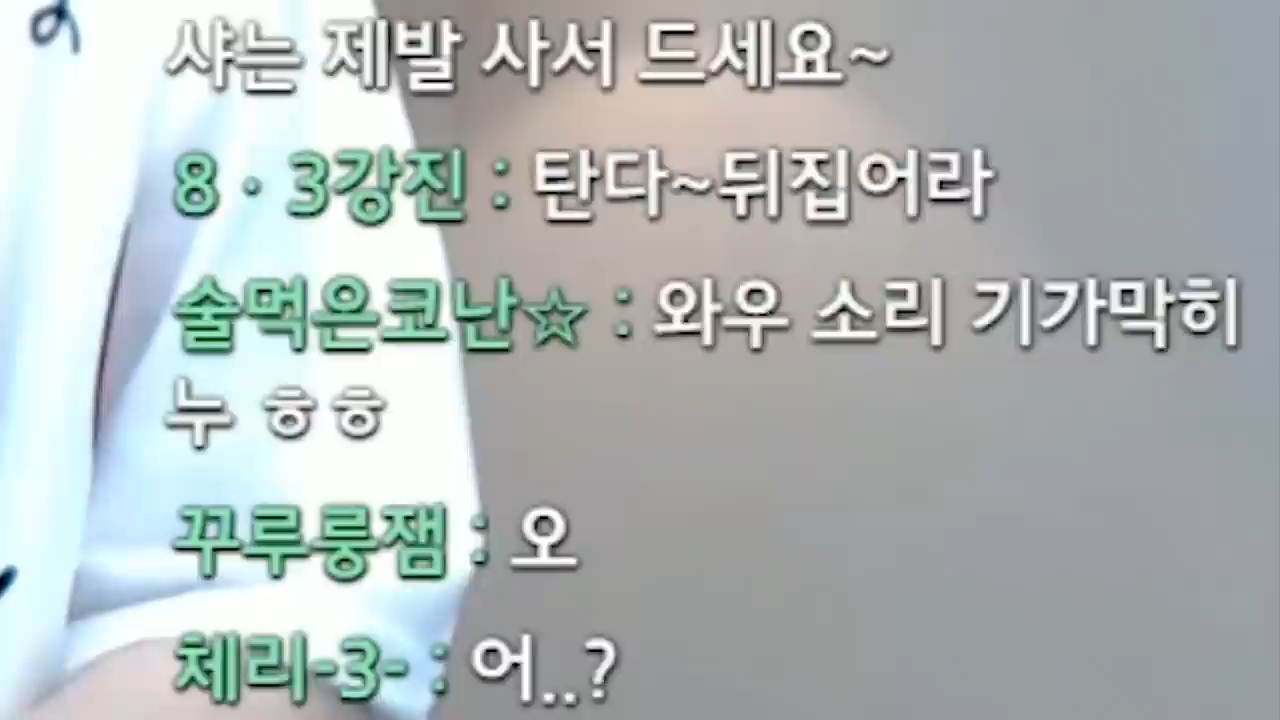 샤는 제발 사서 드세요~
8·3강진 : 탄다~뒤집어라
술먹은코난☆ : 와우 소리 기가막히
누 ㅎㅎ
꾸루룽잼 : 오
체리-3- : 어..?